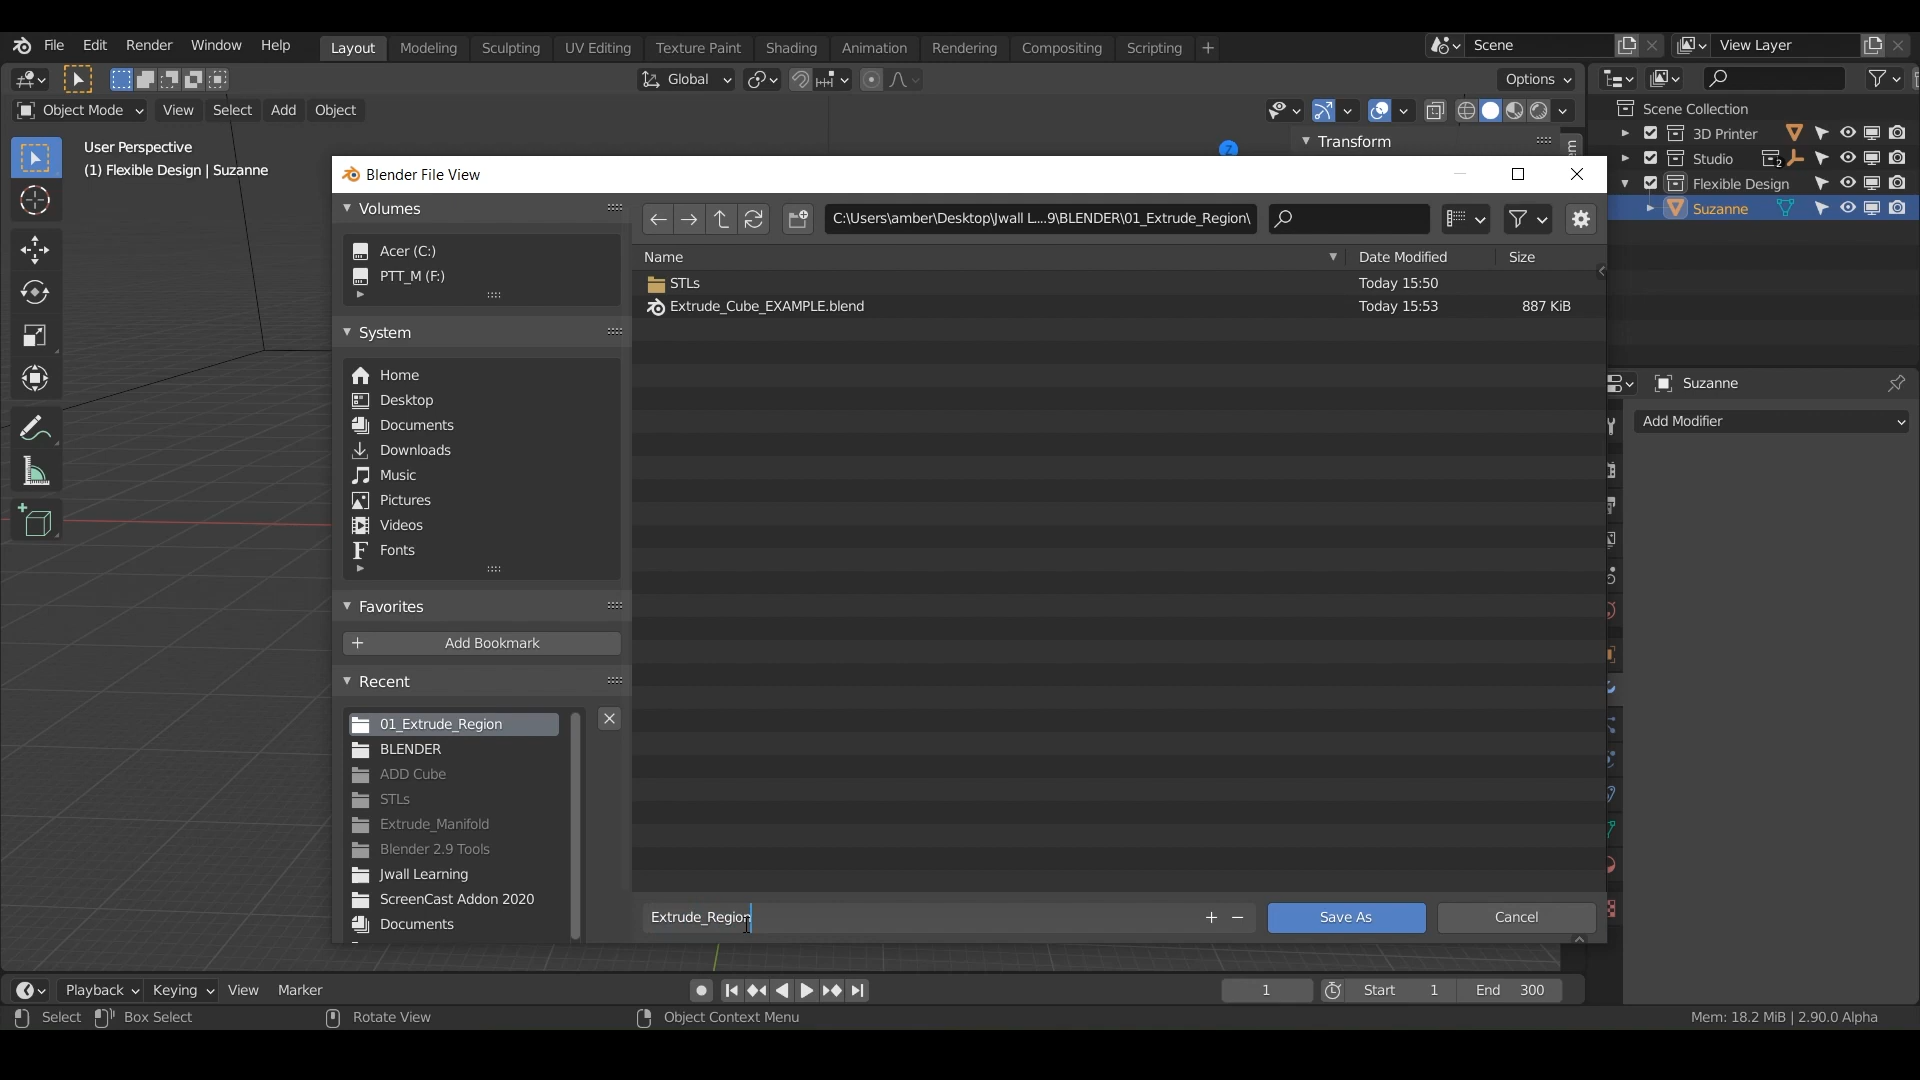 File Edit Render Window Help Layout Modeling Sculpting UV Editing Texture Paint Shading Animation Rendering Compositing Scripting + Scene View Layer
Global Options
Object Mode View Select Add Object
Scene Collection
User Perspective
(1) Flexible Design | Suzanne
Transform
3D Printer
Studio 2
Flexible Design
Suzanne
Blender File View
Volumes
Acer (C:)
PTT_M (F:)
System
Home
Desktop
Documents
Downloads
Music
Pictures
Videos
Fonts
Favorites
Add Bookmark
Recent
01_Extrude_Region
BLENDER
ADD Cube
STLs
Extrude_Manifold
Blender 2.9 Tools
Jwall Learning
ScreenCast Addon 2020
Documents
C:\Users\amber\Desktop\Jwall L...9\BLENDER\01_Extrude_Region\
Name Date Modified Size
STLs Today 15:50
Extrude_Cube_EXAMPLE.blend Today 15:53 887 KiB
Extrude_Region
Save As Cancel
Suzanne
Add Modifier
Playback Keying View Marker 1 Start 1 End 300
Select Box Select Rotate View Object Context Menu Mem: 18.2 MiB | 2.90.0 Alpha